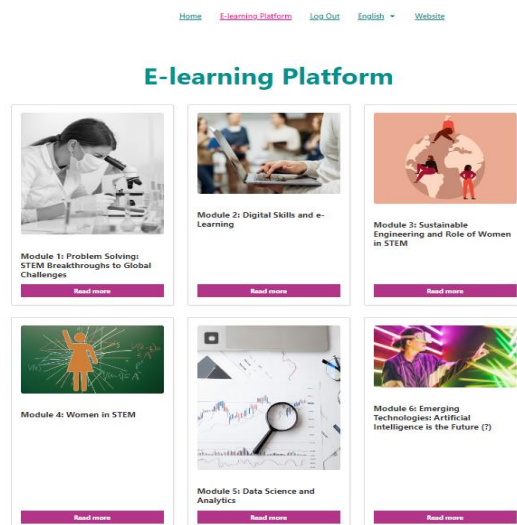 Home E-learning Platform Log Out English Website
E-learning Platform
Module 1: Problem Solving:
STEM Breakthroughs to Global
Challenges
Read more
Module 2: Digital Skills and e-
Learning
Read more
Module 3: Sustainable
Engineering and Role of Women
in STEM
Read more
Module 4: Women in STEM
Read more
Module 5: Data Science and
Analytics
Read more
Module 6: Emerging
Technologies: Artificial
Intelligence is the Future (?)
Read more